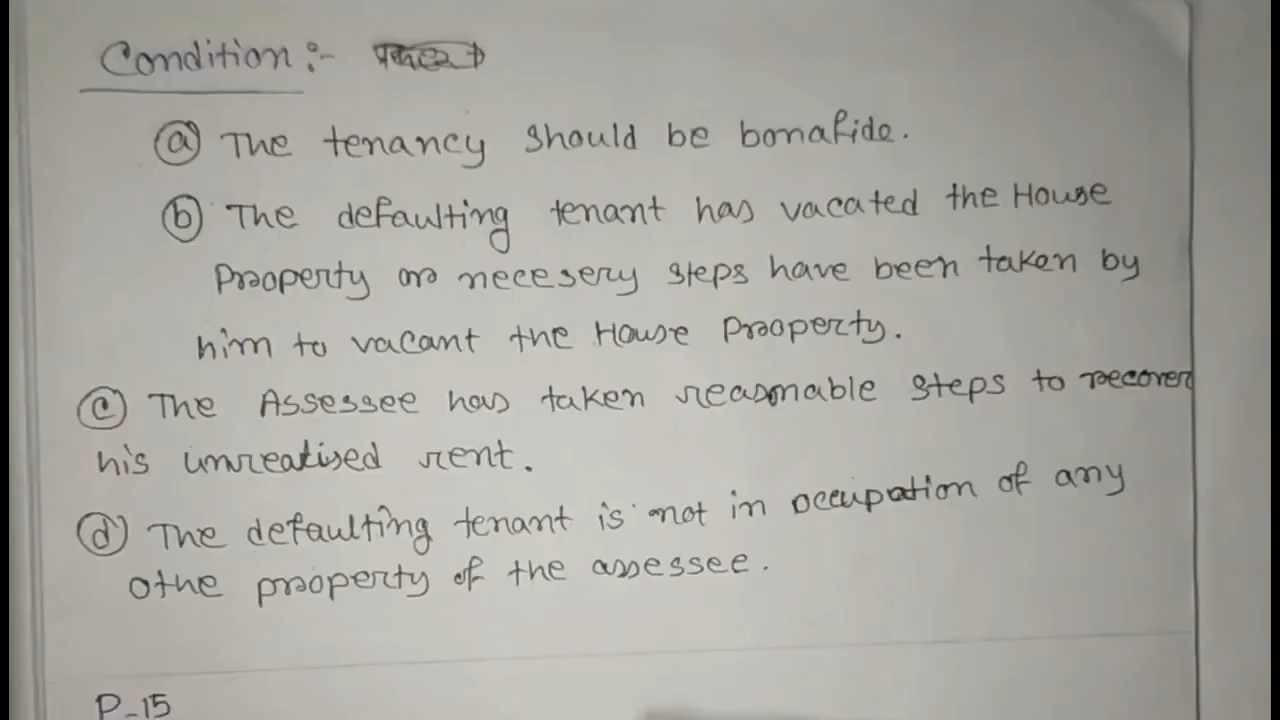 Condition :-
(a) The tenancy should be bonafide.
(b) The defaulting tenant has vacated the House
Property or necesery steps have been taken by
him to vacant the House Property.
(c) The Assessee has taken reasonable steps to recover
his unrealised rent.
(d) The defaulting tenant is not in occupation of any
othe property of the assessee.
P-15